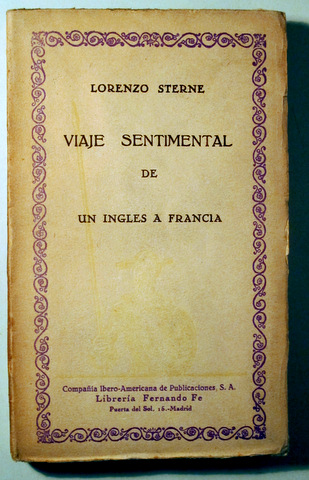 LORENZO STERNE
VIAJE SENTIMENTAL
DE
UN INGLES A FRANCIA
Compañia Ibero-Americana de Publicaciones, S. A.
Librería Fernando Fe
Puerta del Sol, 15.-Madrid